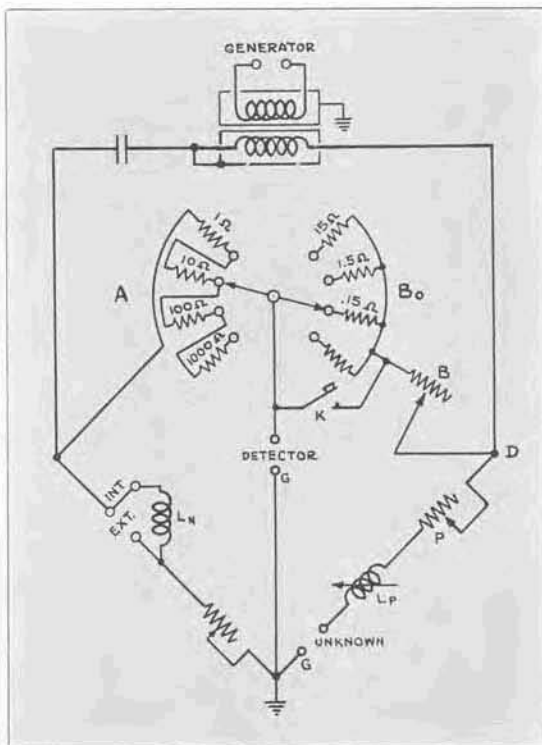 GENERATOR
1Ω
10Ω
100Ω
1000Ω
A
15Ω
1.5Ω
.15Ω
Bo
B
K
D
DETECTOR
G
INT.
EXT.
LN
P
LP
UNKNOWN
G